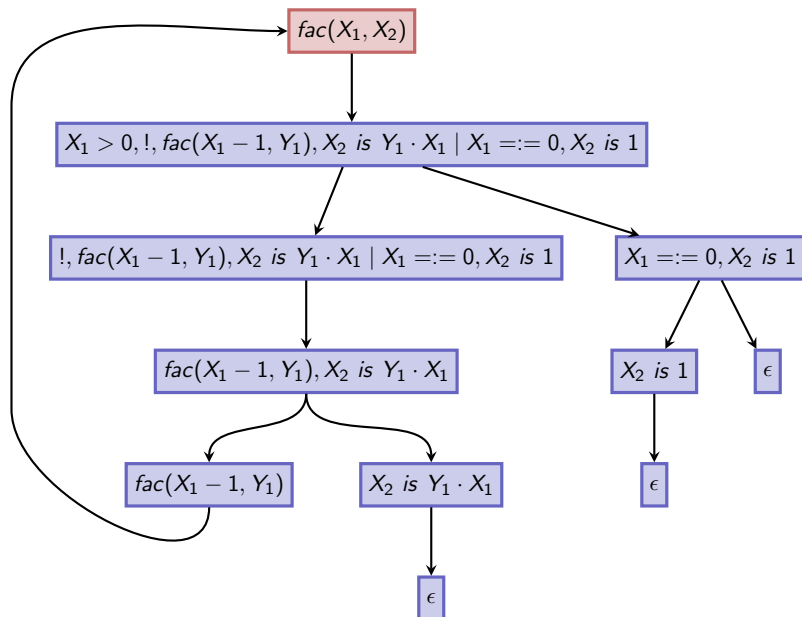 fac(X₁, X₂)
X₁ > 0, !, fac(X₁ − 1, Y₁), X₂ is Y₁ · X₁ | X₁ =:= 0, X₂ is 1
!, fac(X₁ − 1, Y₁), X₂ is Y₁ · X₁ | X₁ =:= 0, X₂ is 1
X₁ =:= 0, X₂ is 1
fac(X₁ − 1, Y₁), X₂ is Y₁ · X₁
X₂ is 1
ϵ
fac(X₁ − 1, Y₁)
X₂ is Y₁ · X₁
ϵ
ϵ